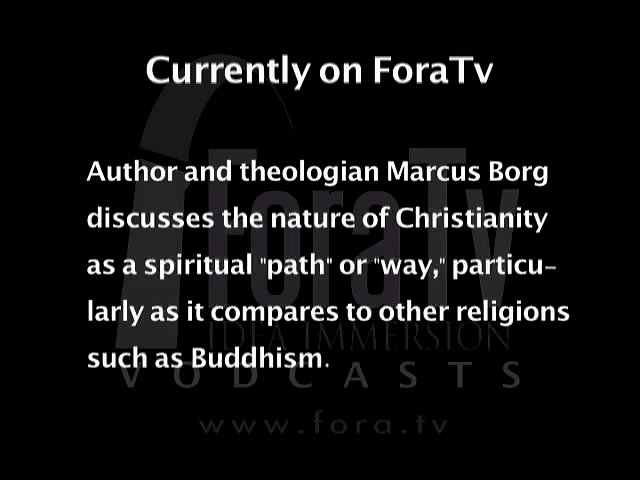 Currently on ForaTv
Author and theologian Marcus Borg
discusses the nature of Christianity
as a spiritual "path" or "way," particu-
larly as it compares to other religions
such as Buddhism.
ForaTv
IDEA IMMERSION
VODCASTS
www.fora.tv